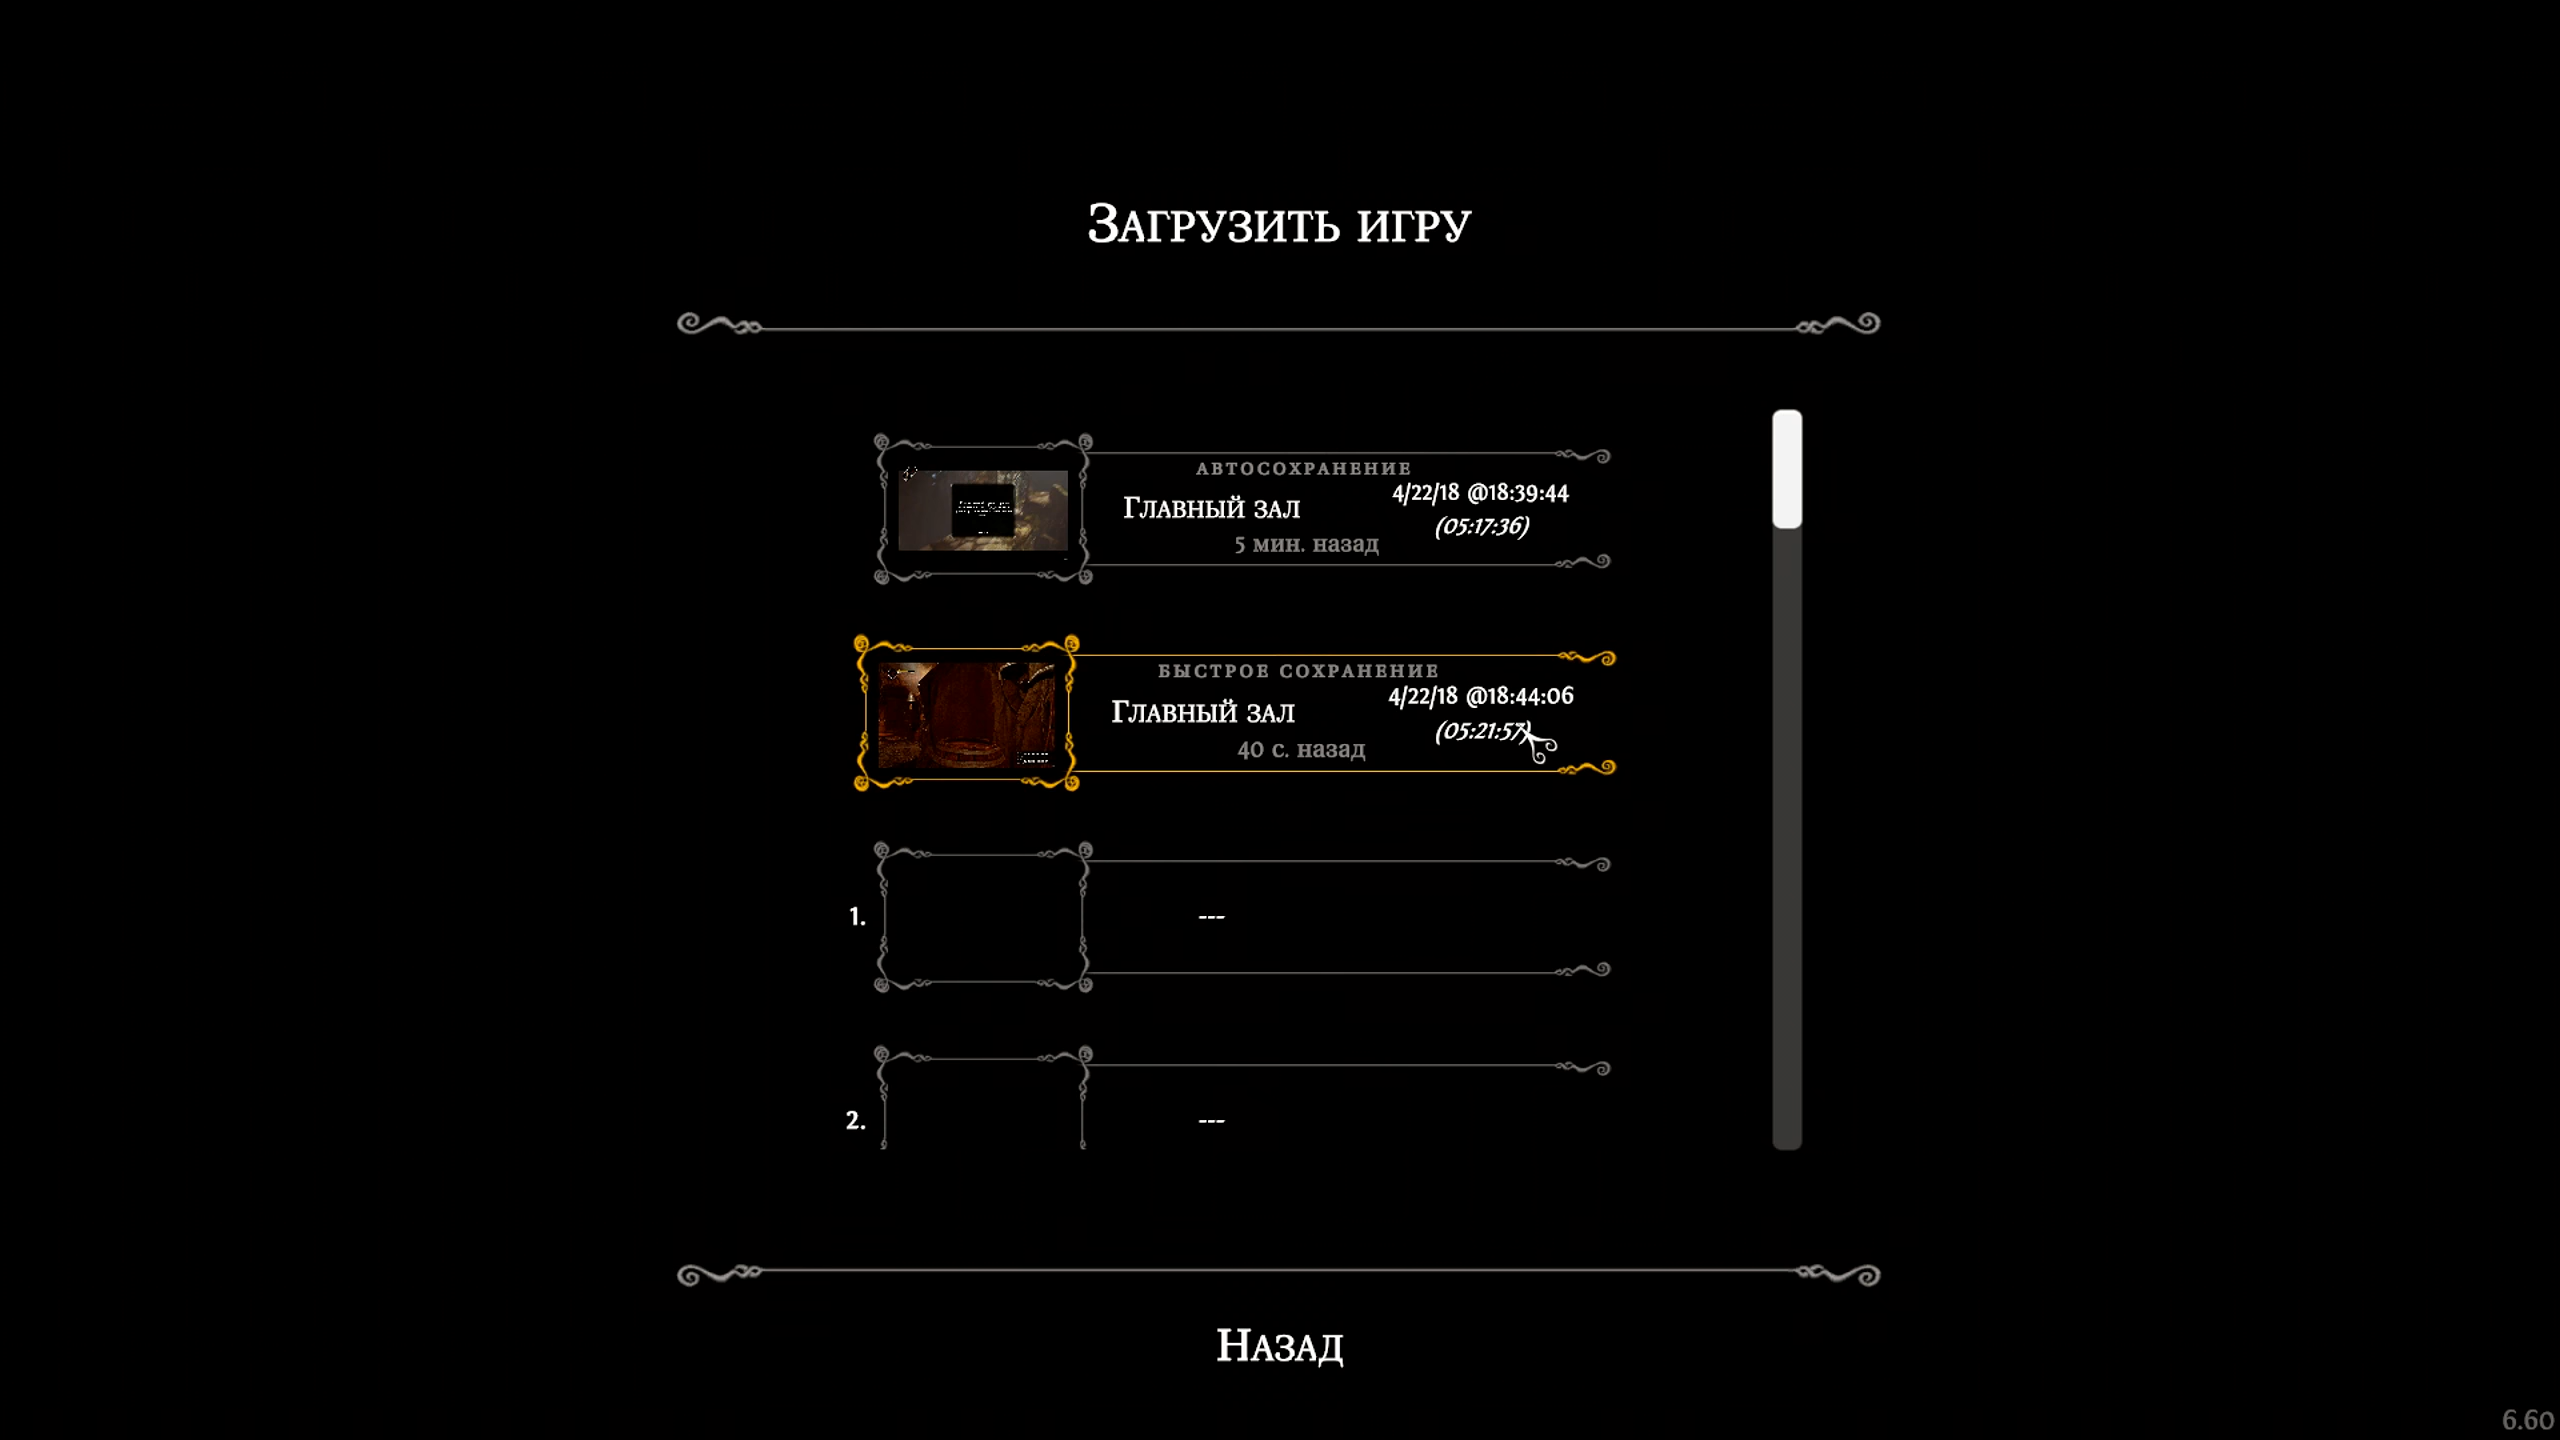 Загрузить игру
АВТОСОХРАНЕНИЕ
Главный зал
4/22/18 @18:39:44
(05:17:36)
5 мин. назад
БЫСТРОЕ СОХРАНЕНИЕ
Главный зал
4/22/18 @18:44:06
(05:21:57)
40 с. назад
1.
---
2.
---
Назад
6.60